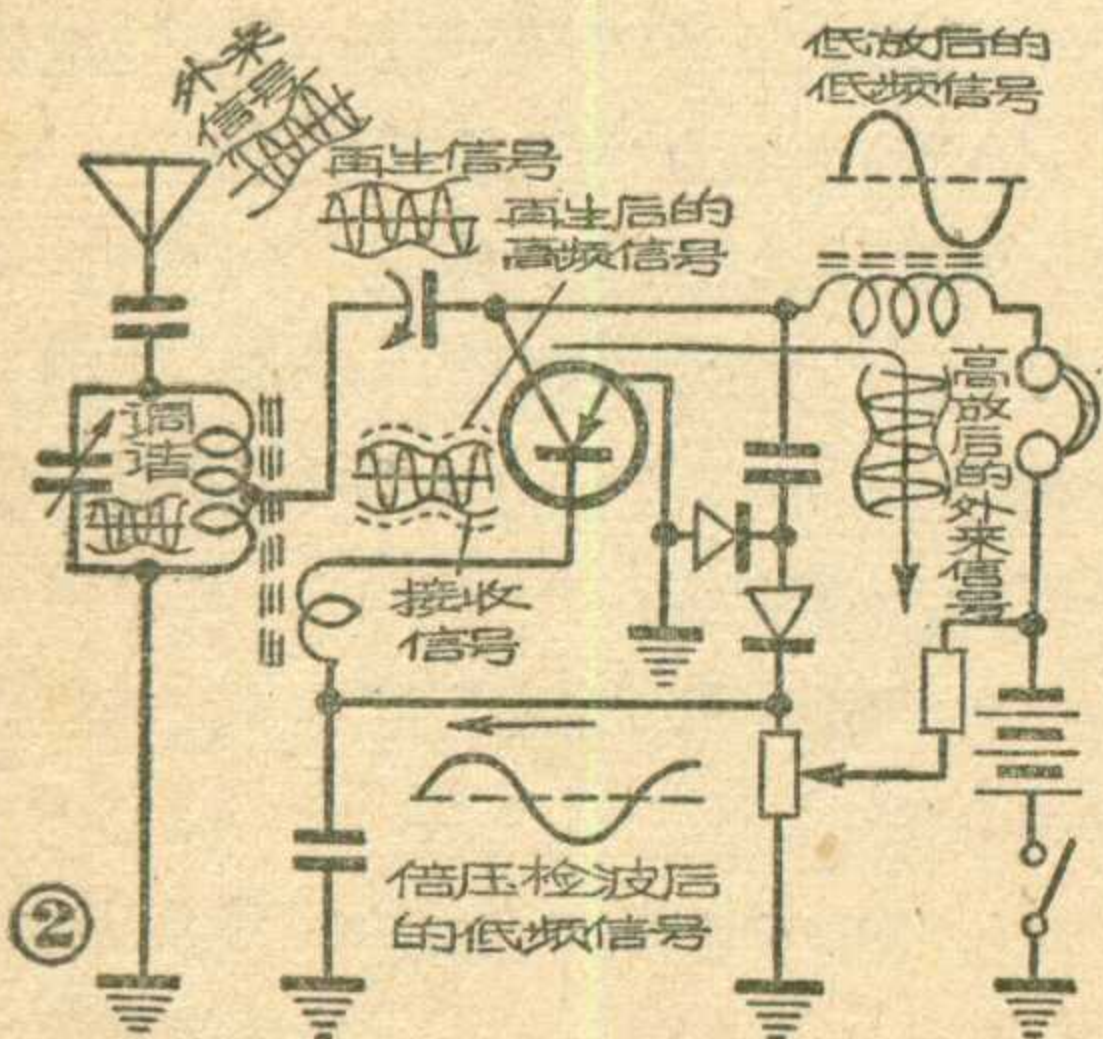 外来
信号
再生信号
再生后的
高频信号
低放后的
低频信号
调
谐
接收
信号
高放后的外来信号
倍压检波后
的低频信号
②